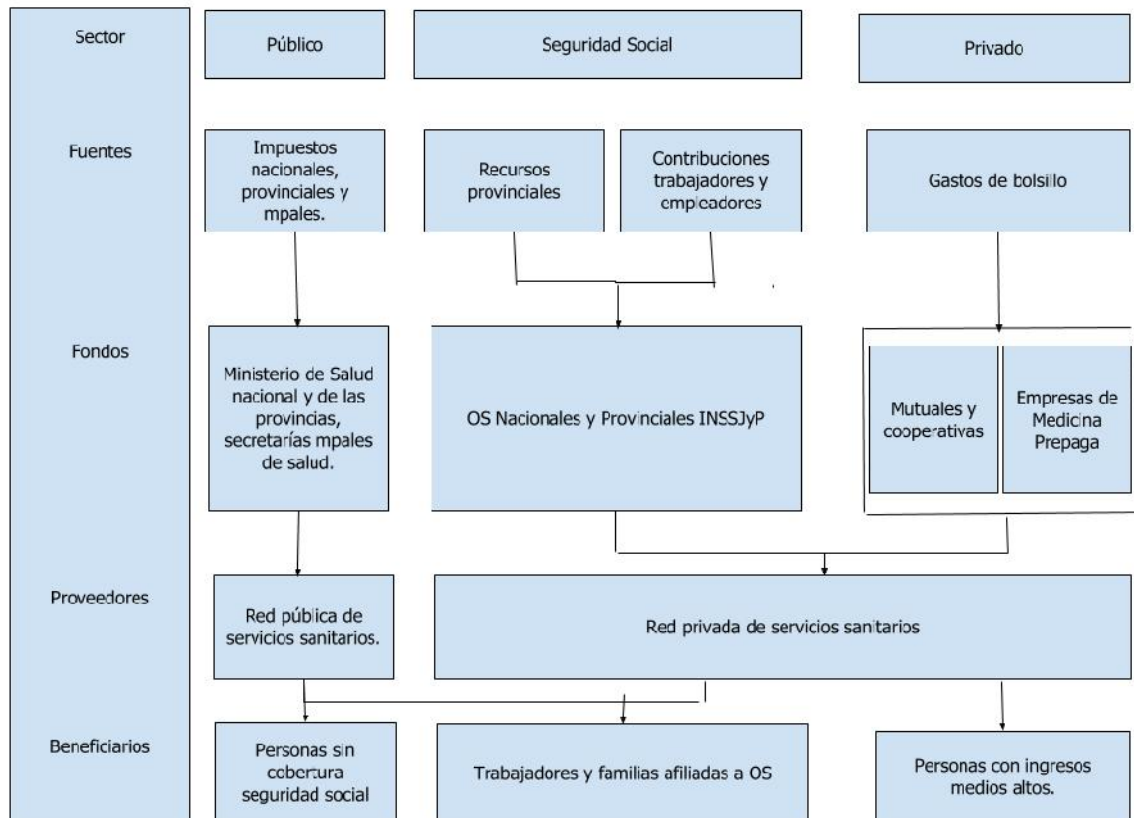 Sector
Público
Seguridad Social
Privado
Fuentes
Impuestos
nacionales,
provinciales y
mpales.
Recursos
provinciales
Contribuciones
trabajadores y
empleadores
Gastos de bolsillo
Fondos
Ministerio de Salud
nacional y de las
provincias,
secretarías mpales
de salud.
OS Nacionales y Provinciales INSSJyP
Mutuales y
cooperativas
Empresas de
Medicina
Prepaga
Proveedores
Red pública de
servicios sanitarios.
Red privada de servicios sanitarios
Beneficiarios
Personas sin
cobertura
seguridad social
Trabajadores y familias afiliadas a OS
Personas con ingresos
medios altos.